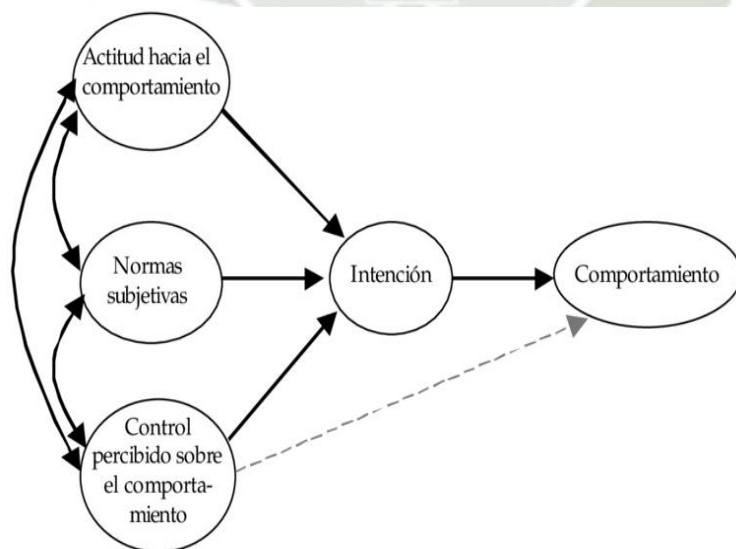 Actitud hacia el
comportamiento
Normas
subjetivas
Intención
Comportamiento
Control
percibido sobre
el comporta-
miento